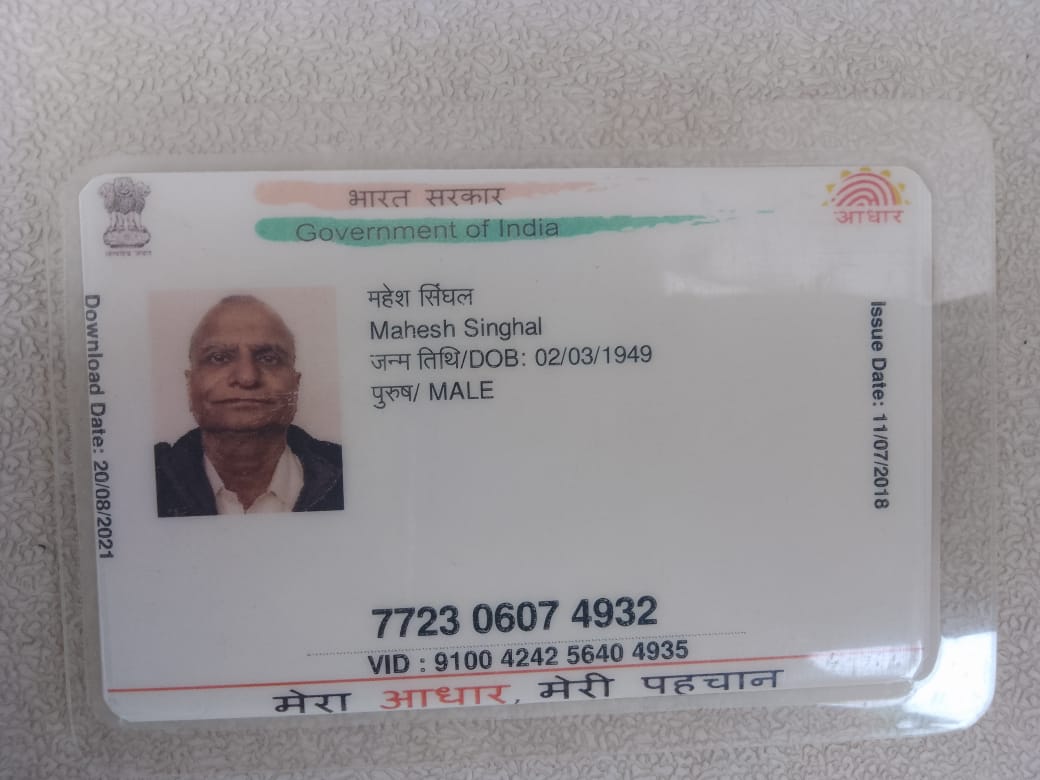 भारत सरकार
Government of India
आधार
महेश सिंघल
Mahesh Singhal
जन्म तिथि/DOB: 02/03/1949
पुरुष/ MALE
Download Date: 20/08/2021
Issue Date: 11/07/2018
7723 0607 4932
VID : 9100 4242 5640 4935
मेरा आधार, मेरी पहचान